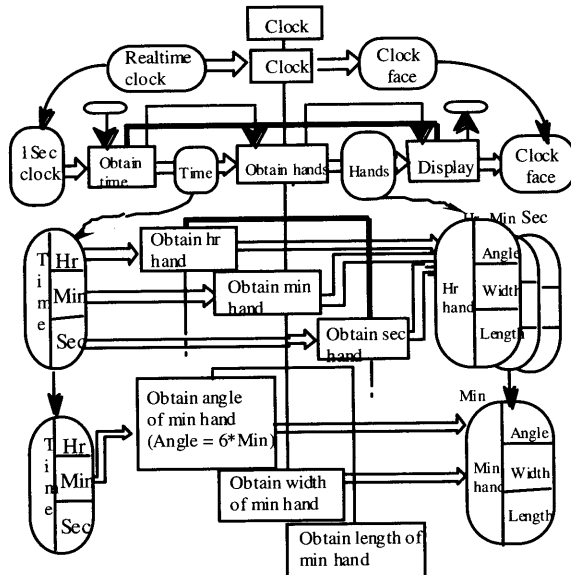 Clock
Realtime
clock
Clock
Clock
face
1Sec
clock
Obtain
time
Time
Obtain hands
Hands
Display
Clock
face
Hr Min Sec
Time
Hr
Min
Sec
Obtain hr
hand
Obtain min
hand
Obtain sec
hand
Hr
hand
Angle
Width
Length
Time
Hr
Min
Sec
Obtain angle
of min hand
(Angle = 6* Min)
Obtain width
of min hand
Obtain length of
min hand
Min
Min
hand
Angle
Width
Length